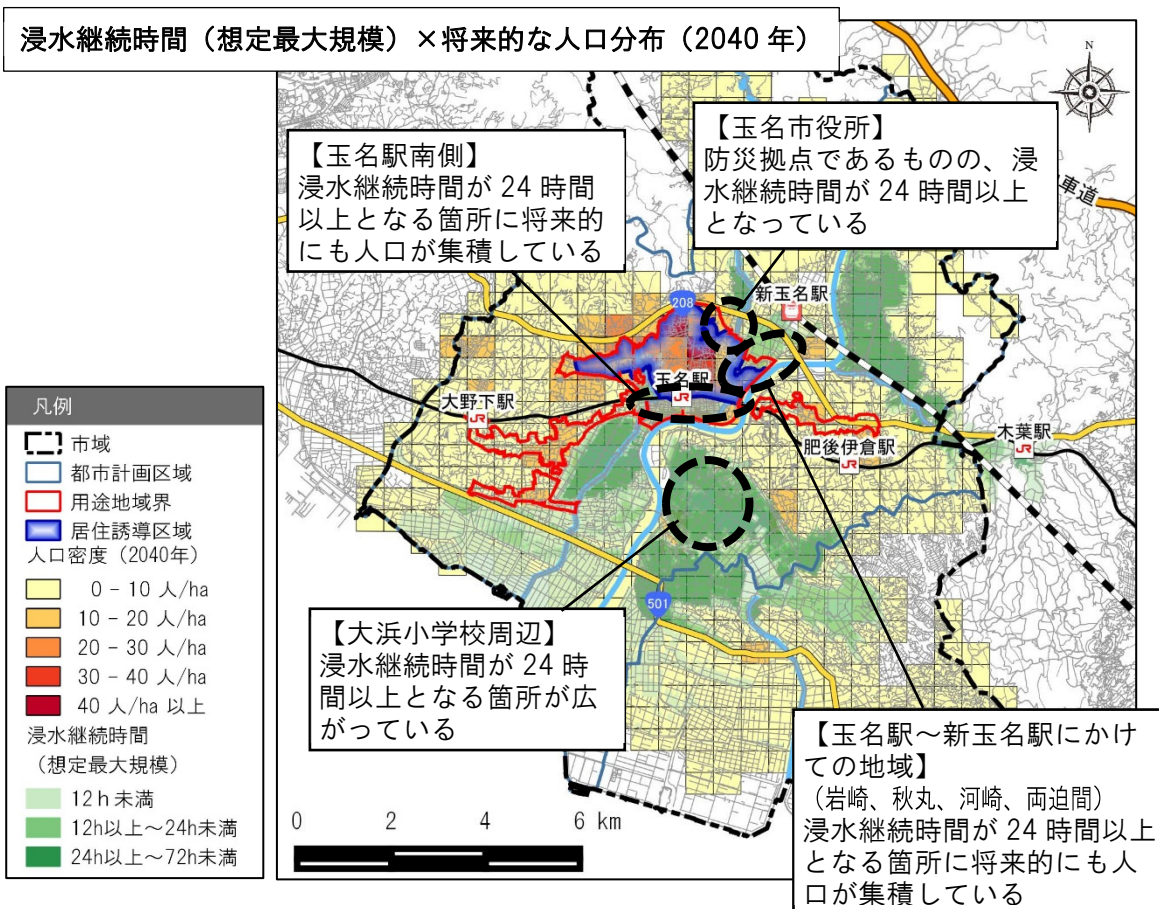 浸水継続時間（想定最大規模）×将来的な人口分布（2040 年）
N
【玉名駅南側】
浸水継続時間が 24 時間
以上となる箇所に将来的
にも人口が集積している
【玉名市役所】
防災拠点であるものの、浸
水継続時間が 24 時間以上
となっている
車道
新玉名駅
208
玉名駅
JR
大野下駅
JR
肥後伊倉駅
JR
木葉駅
JR
501
凡例
市域
都市計画区域
用途地域界
居住誘導区域
人口密度（2040年）
0 － 10 人/ha
10 － 20 人/ha
20 － 30 人/ha
30 － 40 人/ha
40 人/ha 以上
浸水継続時間
（想定最大規模）
12ｈ未満
12h以上～24h未満
24h以上～72h未満
【大浜小学校周辺】
浸水継続時間が 24 時
間以上となる箇所が広
がっている
【玉名駅～新玉名駅にかけ
ての地域】
（岩崎、秋丸、河崎、両迫間）
浸水継続時間が 24 時間以上
となる箇所に将来的にも人
口が集積している
0 2 4 6 km